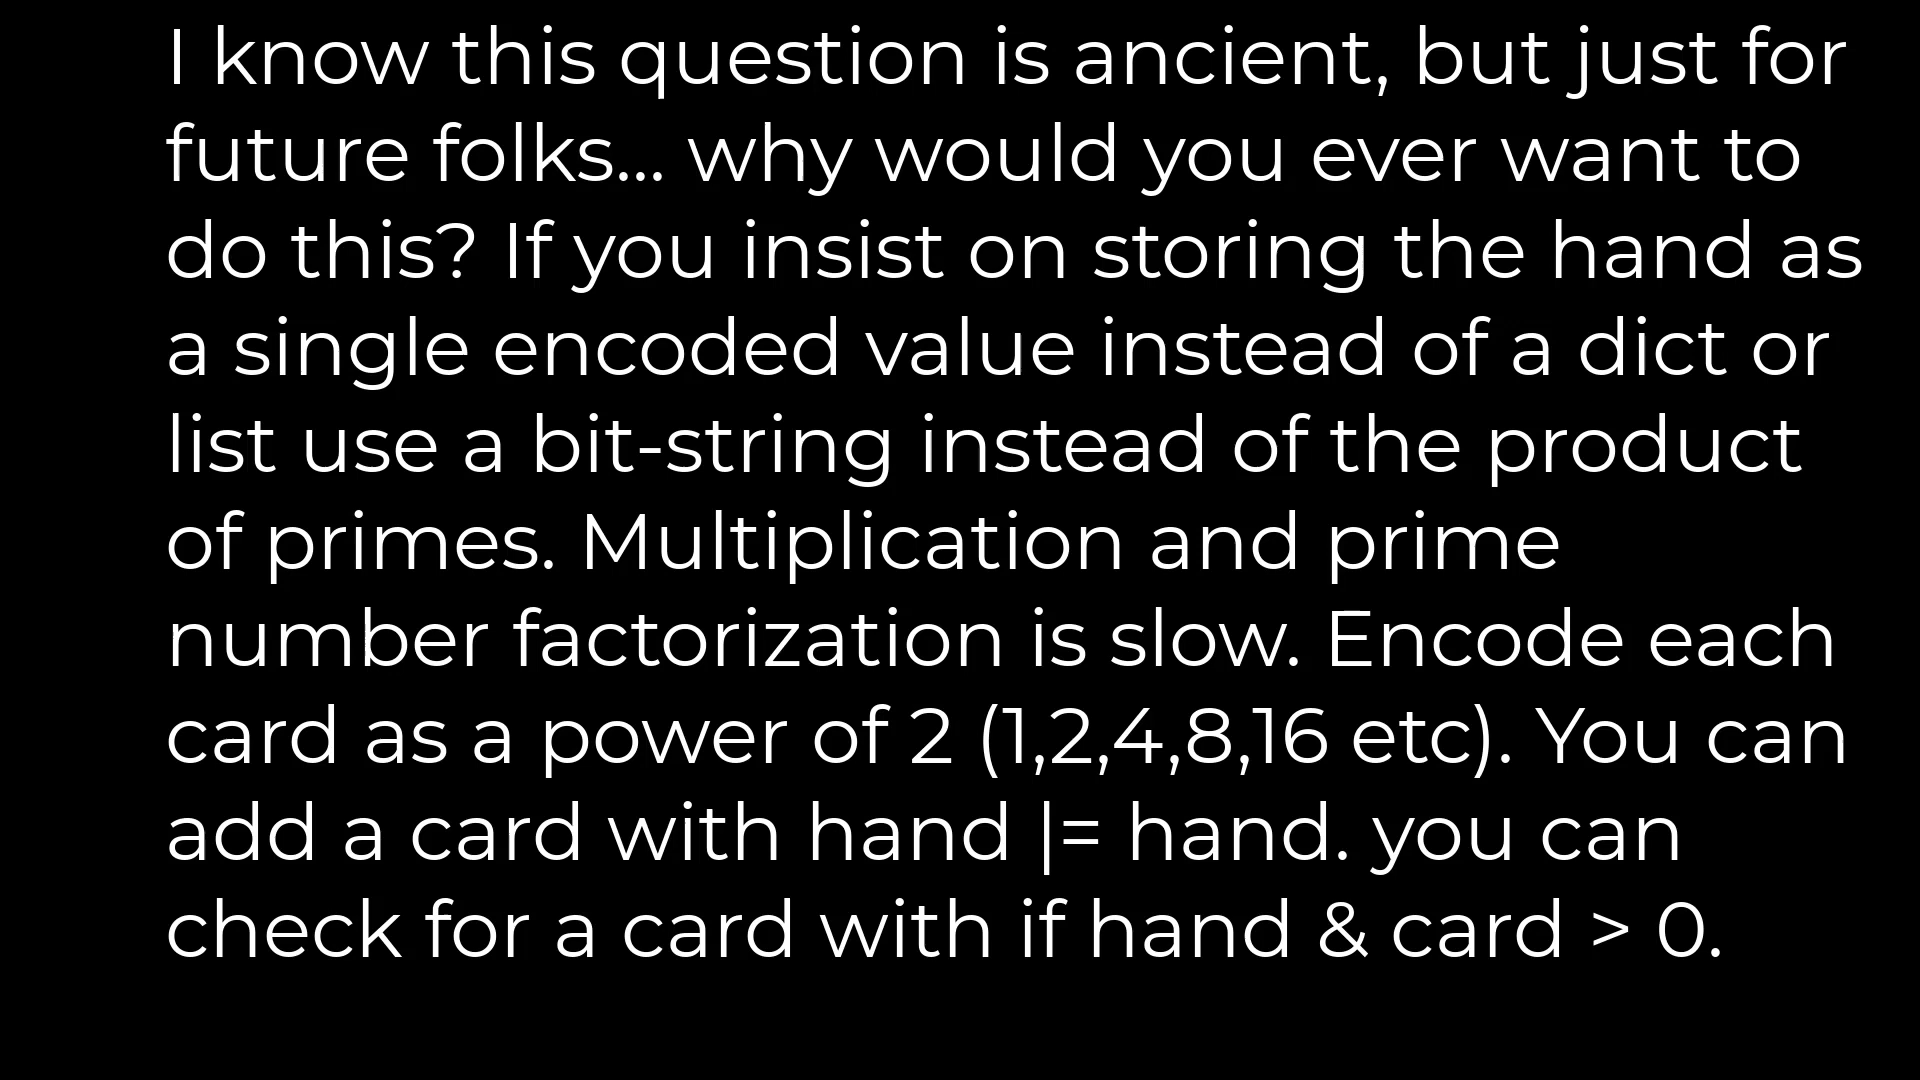 I know this question is ancient, but just for
future folks... why would you ever want to
do this? If you insist on storing the hand as
a single encoded value instead of a dict or
list use a bit-string instead of the product
of primes. Multiplication and prime
number factorization is slow. Encode each
card as a power of 2 (1,2,4,8,16 etc). You can
add a card with hand |= hand. you can
check for a card with if hand & card > 0.